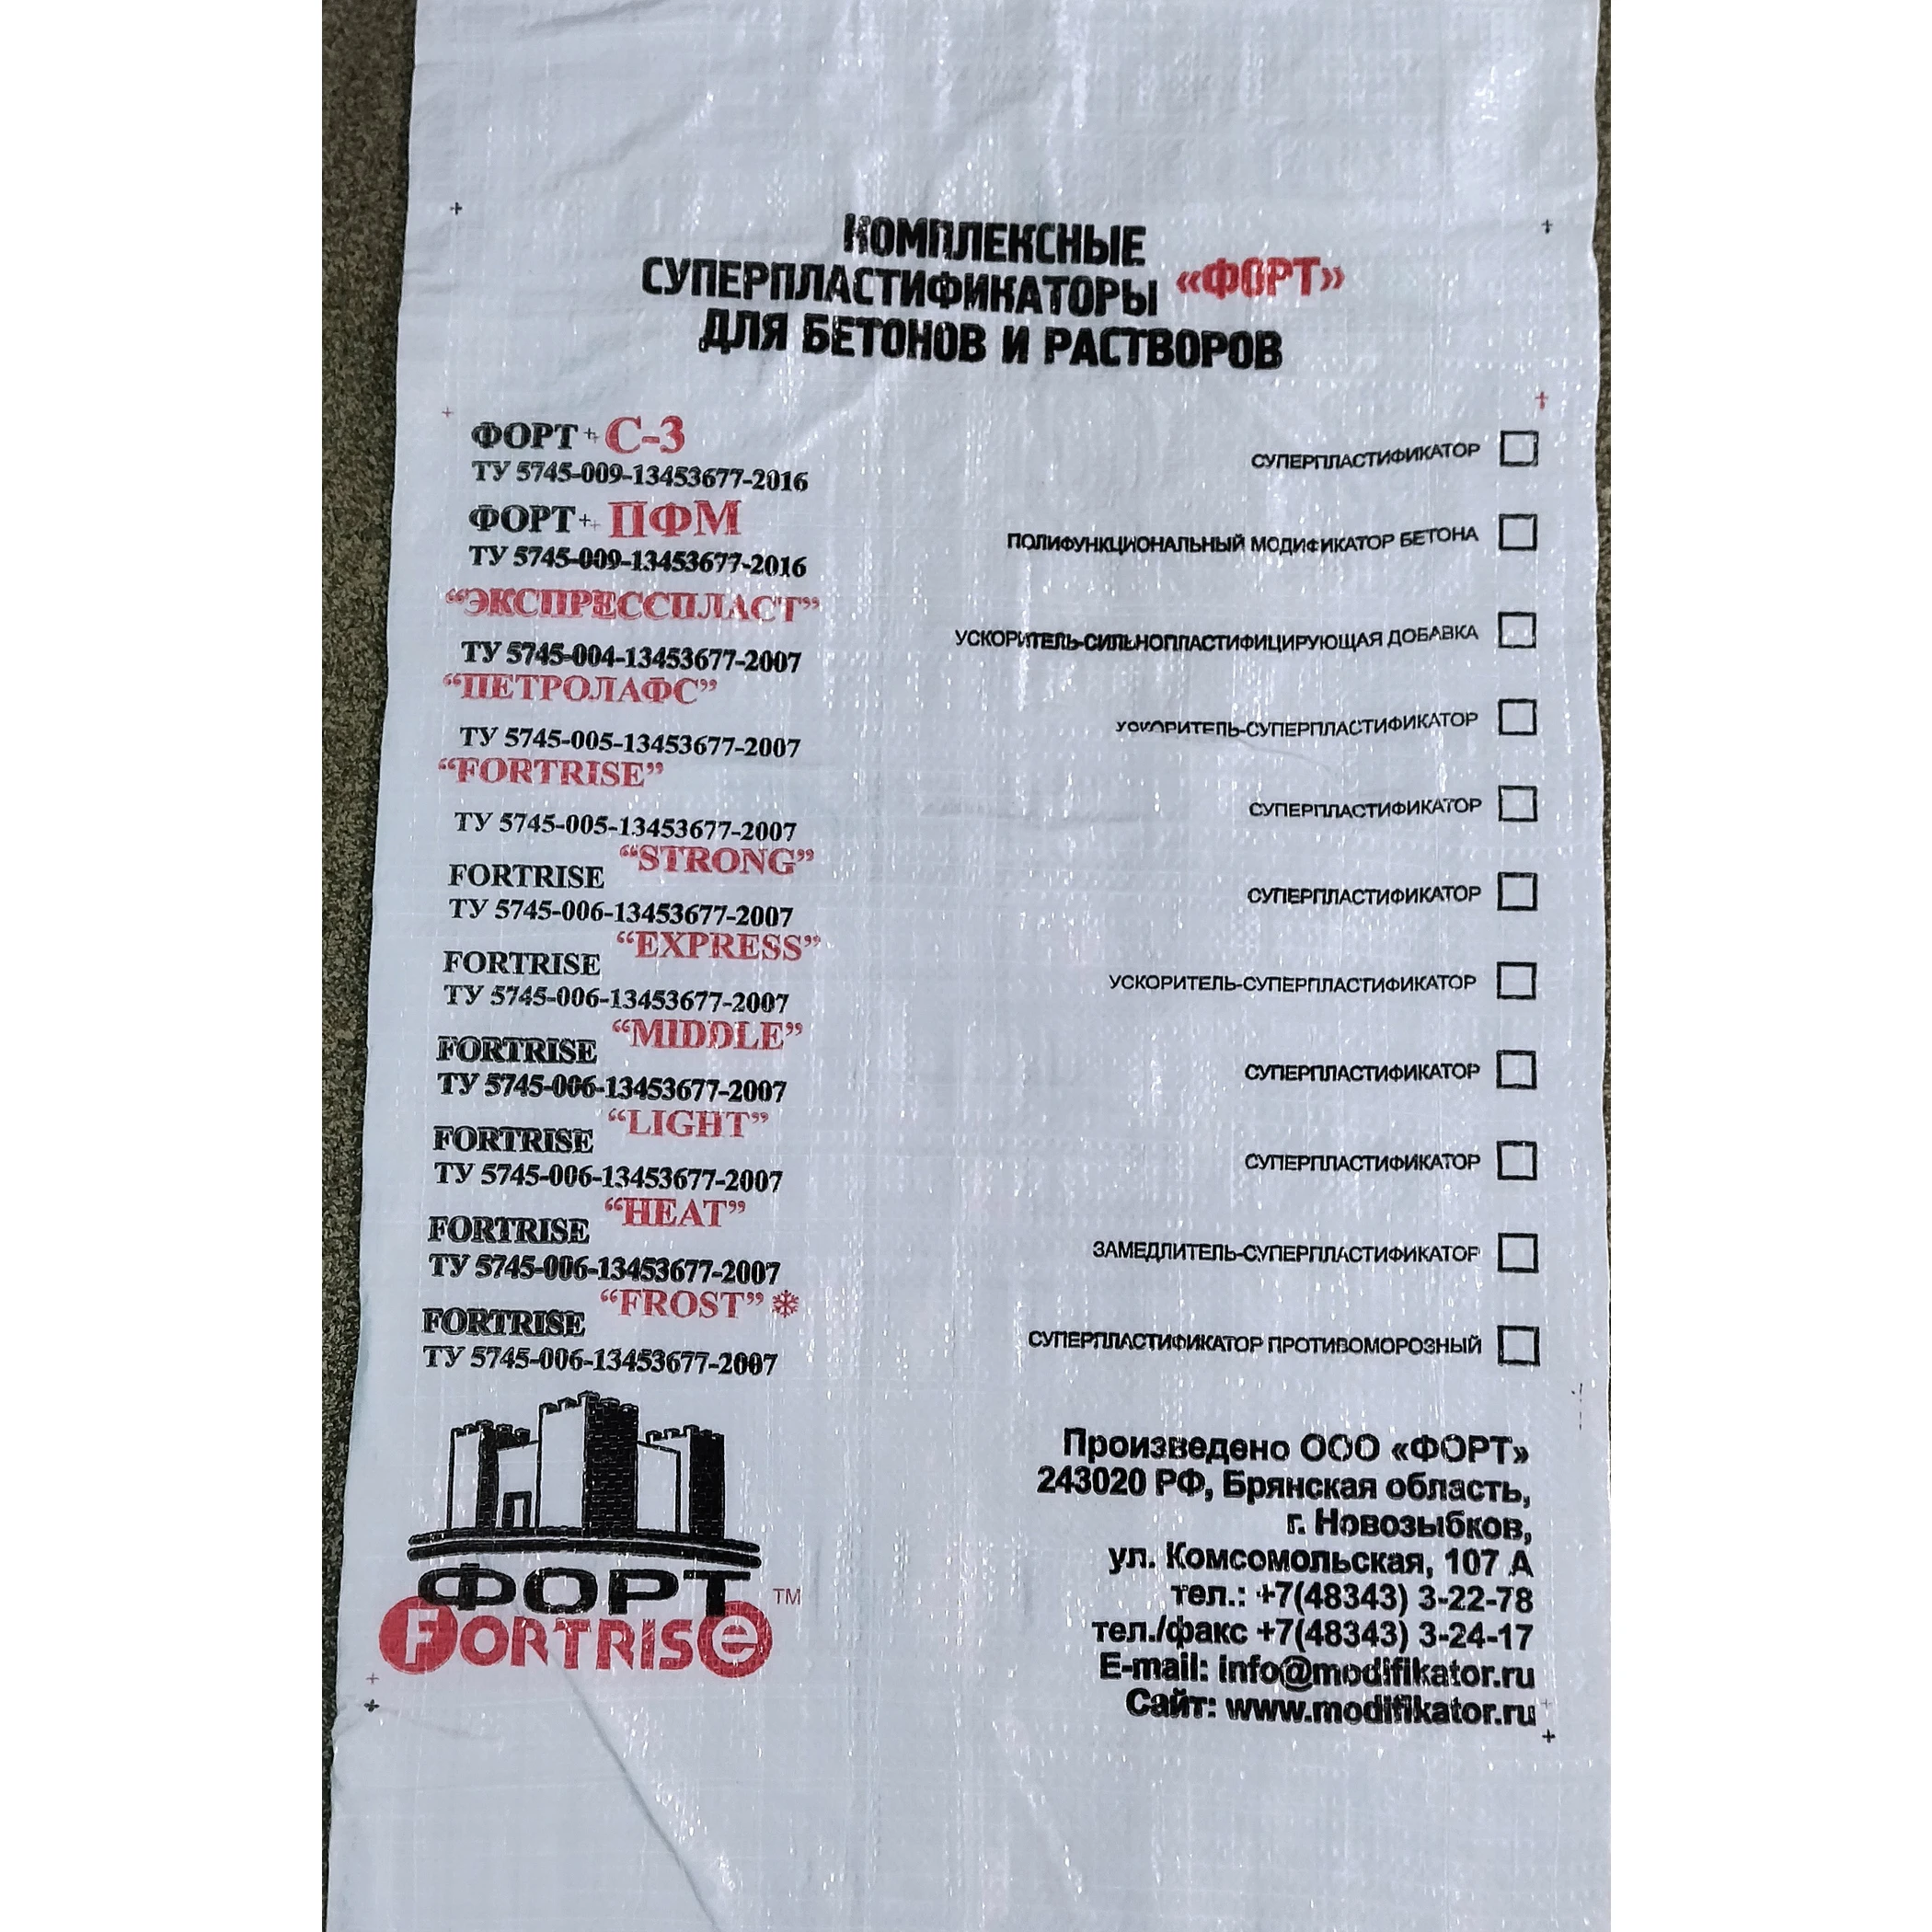 КОМПЛЕКСНЫЕ
СУПЕРПЛАСТИФИКАТОРЫ «ФОРТ»
ДЛЯ БЕТОНОВ И РАСТВОРОВ
ФОРТ С-3 СУПЕРПЛАСТИФИКАТОР
ТУ 5745-009-13453677-2016
ФОРТ ПФМ ПОЛИФУНКЦИОНАЛЬНЫЙ МОДИФИКАТОР БЕТОНА
ТУ 5745-009-13453677-2016
“ЭКСПРЕССПЛАСТ” УСКОРИТЕЛЬ-СИЛЬНОПЛАСТИФИЦИРУЮЩАЯ ДОБАВКА
ТУ 5745-004-13453677-2007
“ПЕТРОЛАФС” УСКОРИТЕЛЬ-СУПЕРПЛАСТИФИКАТОР
ТУ 5745-005-13453677-2007
“FORTRISE” СУПЕРПЛАСТИФИКАТОР
ТУ 5745-005-13453677-2007
FORTRISE “STRONG” СУПЕРПЛАСТИФИКАТОР
ТУ 5745-006-13453677-2007
FORTRISE “EXPRESS” УСКОРИТЕЛЬ-СУПЕРПЛАСТИФИКАТОР
ТУ 5745-006-13453677-2007
FORTRISE “MIDDLE” СУПЕРПЛАСТИФИКАТОР
ТУ 5745-006-13453677-2007
FORTRISE “LIGHT” СУПЕРПЛАСТИФИКАТОР
ТУ 5745-006-13453677-2007
FORTRISE “HEAT” ЗАМЕДЛИТЕЛЬ-СУПЕРПЛАСТИФИКАТОР
ТУ 5745-006-13453677-2007
FORTRISE “FROST” СУПЕРПЛАСТИФИКАТОР ПРОТИВОМОРОЗНЫЙ
ТУ 5745-006-13453677-2007
ФОРТ TM
FORTRISe
Произведено ООО «ФОРТ»
243020 РФ, Брянская область,
г. Новозыбков,
ул. Комсомольская, 107 А
тел.: +7(48343) 3-22-78
тел./факс +7(48343) 3-24-17
E-mail: info@modifikator.ru
Сайт: www.modifikator.ru